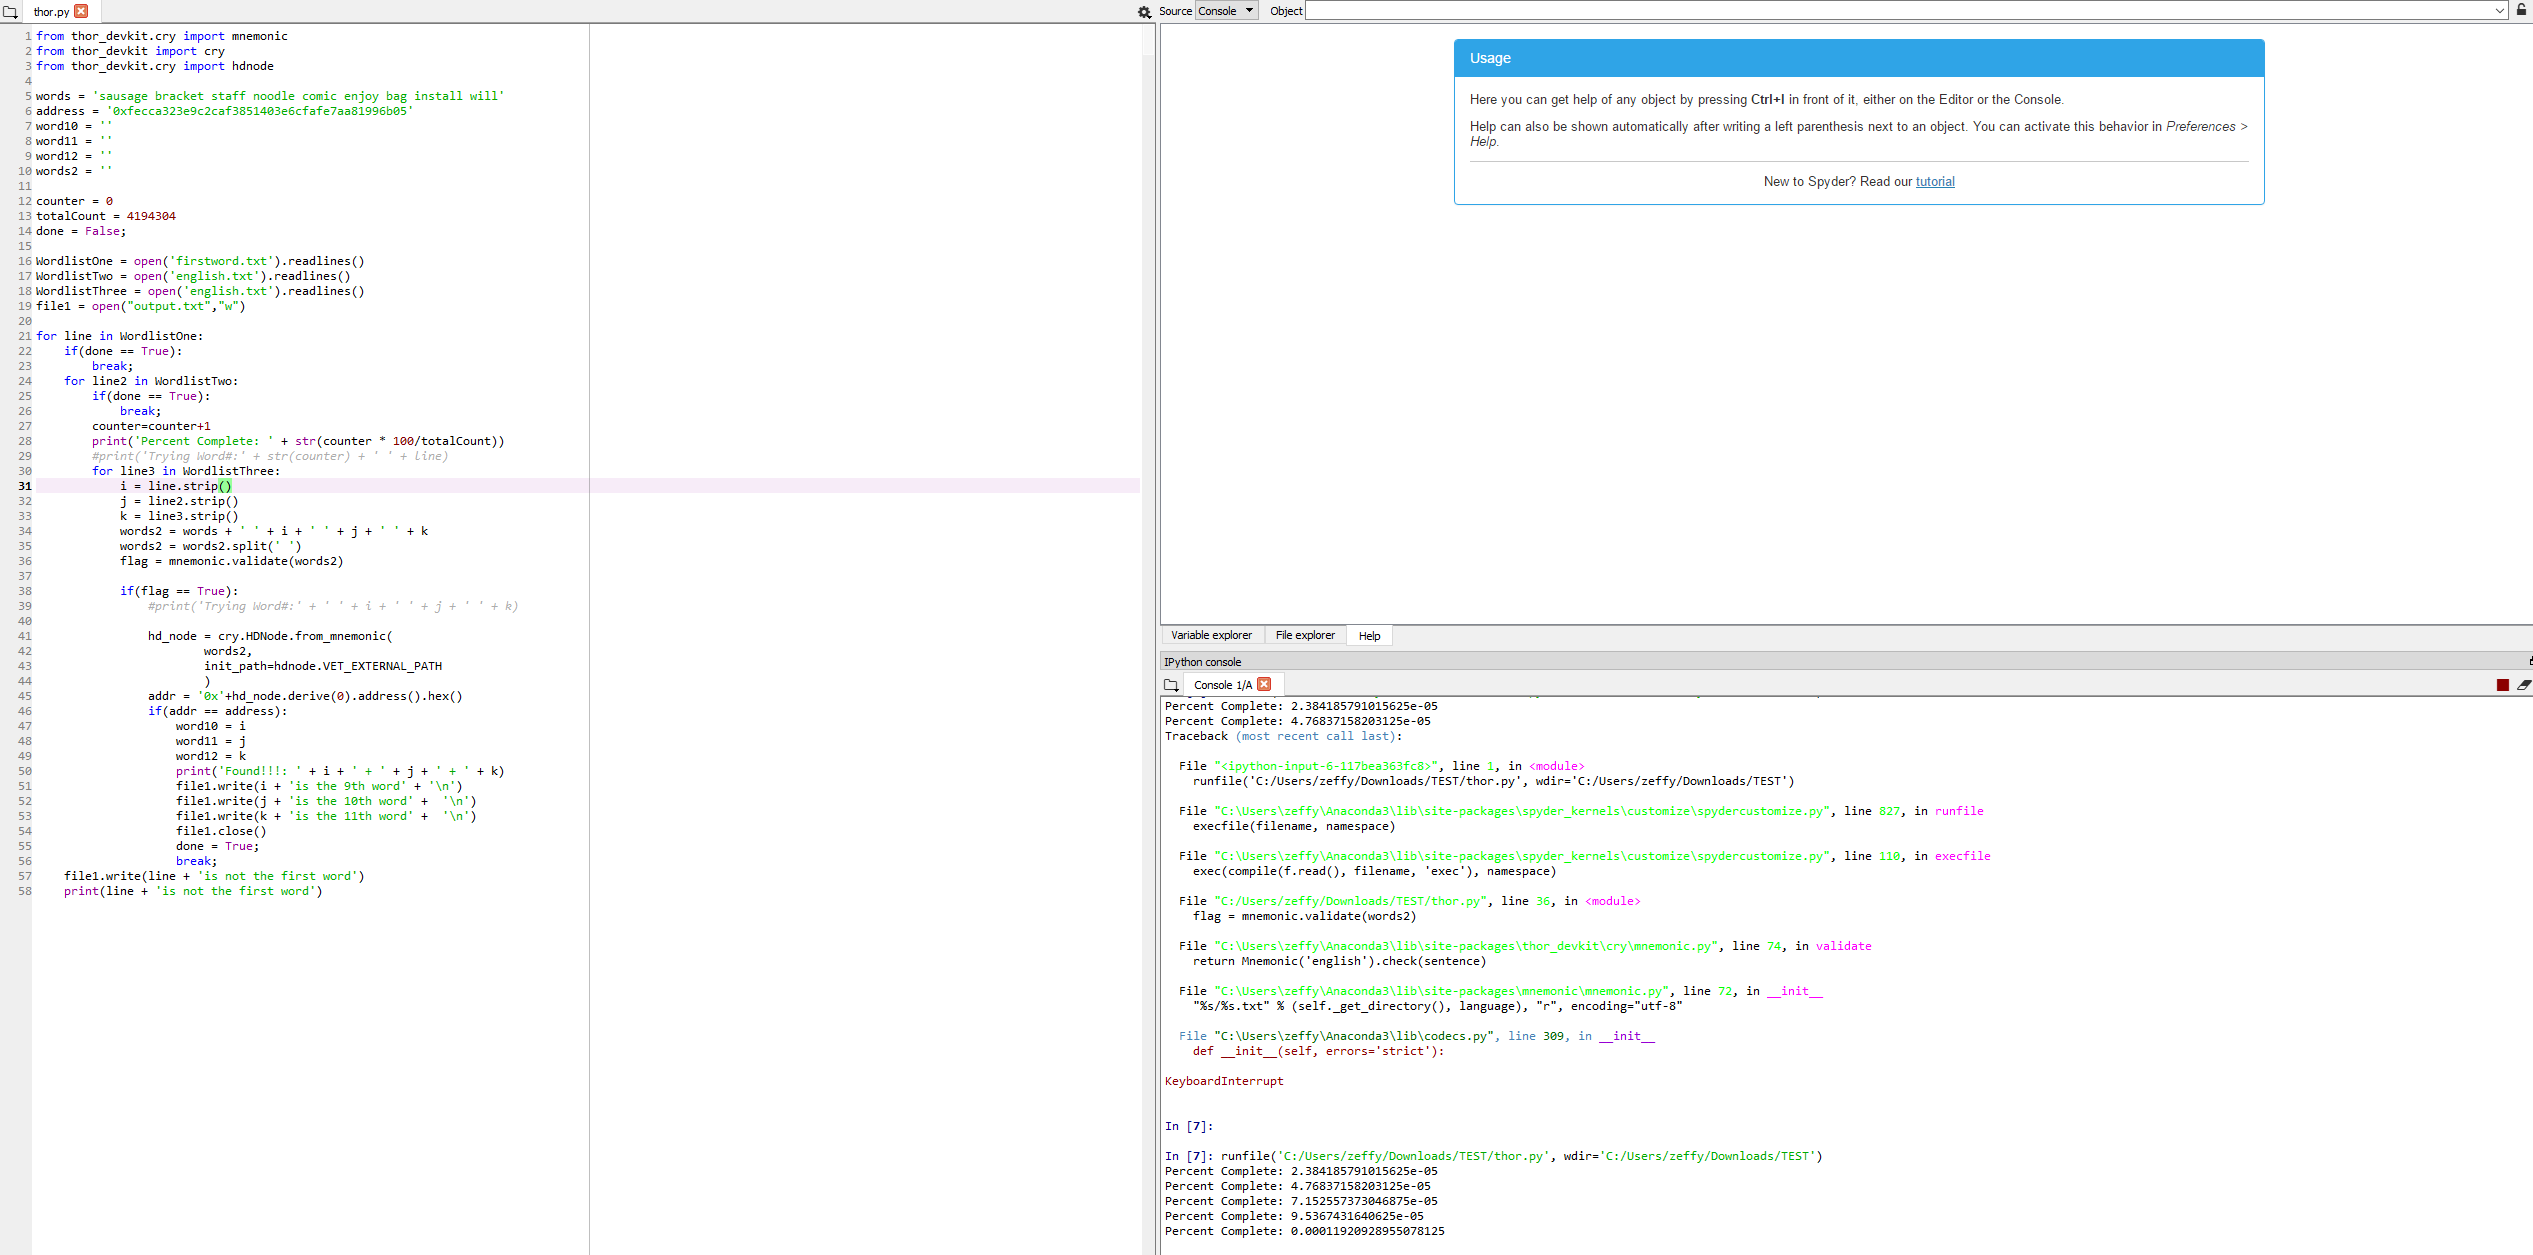 thor.py
1 from thor_devkit.cry import mnemonic
2 from thor_devkit import cry
3 from thor_devkit.cry import hdnode
4
5 words = 'sausage bracket staff noodle comic enjoy bag install will'
6 address = '0xfecca323e9c2caf3851403e6cfafe7aa81996b05'
7 word10 = ''
8 word11 = ''
9 word12 = ''
10 words2 = ''
11
12 counter = 0
13 totalCount = 4194304
14 done = False;
15
16 WordlistOne = open('firstword.txt').readlines()
17 WordlistTwo = open('english.txt').readlines()
18 WordlistThree = open('english.txt').readlines()
19 file1 = open("output.txt","w")
20
21 for line in WordlistOne:
22     if(done == True):
23         break;
24     for line2 in WordlistTwo:
25         if(done == True):
26             break;
27         counter=counter+1
28         print('Percent Complete: ' + str(counter * 100/totalCount))
29         #print('Trying Word#:' + str(counter) + ' ' + line)
30         for line3 in WordlistThree:
31             i = line.strip()
32             j = line2.strip()
33             k = line3.strip()
34             words2 = words + ' ' + i + ' ' + j + ' ' + k
35             words2 = words2.split(' ')
36             flag = mnemonic.validate(words2)
37
38             if(flag == True):
39                 #print('Trying Word#:' + ' ' + i + ' ' + j + ' ' + k)
40
41                 hd_node = cry.HDNode.from_mnemonic(
42                         words2,
43                         init_path=hdnode.VET_EXTERNAL_PATH
44                         )
45                 addr = '0x'+hd_node.derive(0).address().hex()
46                 if(addr == address):
47                     word10 = i
48                     word11 = j
49                     word12 = k
50                     print('Found!!!: ' + i + ' + ' + j + ' + ' + k)
51                     file1.write(i + 'is the 9th word' + '\n')
52                     file1.write(j + 'is the 10th word' +  '\n')
53                     file1.write(k + 'is the 11th word' +  '\n')
54                     file1.close()
55                     done = True;
56                     break;
57     file1.write(line + 'is not the first word')
58     print(line + 'is not the first word')
Source Console Object
Usage
Here you can get help of any object by pressing Ctrl+I in front of it, either on the Editor or the Console.
Help can also be shown automatically after writing a left parenthesis next to an object. You can activate this behavior in Preferences >
Help.
New to Spyder? Read our tutorial
Variable explorer File explorer Help
IPython console
Console 1/A
Percent Complete: 2.384185791015625e-05
Percent Complete: 4.76837158203125e-05
Traceback (most recent call last):
File "<ipython-input-6-117bea363fc8>", line 1, in <module>
runfile('C:/Users/zeffy/Downloads/TEST/thor.py', wdir='C:/Users/zeffy/Downloads/TEST')
File "C:\Users\zeffy\Anaconda3\lib\site-packages\spyder_kernels\customize\spydercustomize.py", line 827, in runfile
execfile(filename, namespace)
File "C:\Users\zeffy\Anaconda3\lib\site-packages\spyder_kernels\customize\spydercustomize.py", line 110, in execfile
exec(compile(f.read(), filename, 'exec'), namespace)
File "C:/Users/zeffy/Downloads/TEST/thor.py", line 36, in <module>
flag = mnemonic.validate(words2)
File "C:\Users\zeffy\Anaconda3\lib\site-packages\thor_devkit\cry\mnemonic.py", line 74, in validate
return Mnemonic('english').check(sentence)
File "C:\Users\zeffy\Anaconda3\lib\site-packages\mnemonic\mnemonic.py", line 72, in __init__
"%s/%s.txt" % (self._get_directory(), language), "r", encoding="utf-8"
File "C:\Users\zeffy\Anaconda3\lib\codecs.py", line 309, in __init__
def __init__(self, errors='strict'):
KeyboardInterrupt
In [7]:
In [7]: runfile('C:/Users/zeffy/Downloads/TEST/thor.py', wdir='C:/Users/zeffy/Downloads/TEST')
Percent Complete: 2.384185791015625e-05
Percent Complete: 4.76837158203125e-05
Percent Complete: 7.152557373046875e-05
Percent Complete: 9.5367431640625e-05
Percent Complete: 0.00011920928955078125